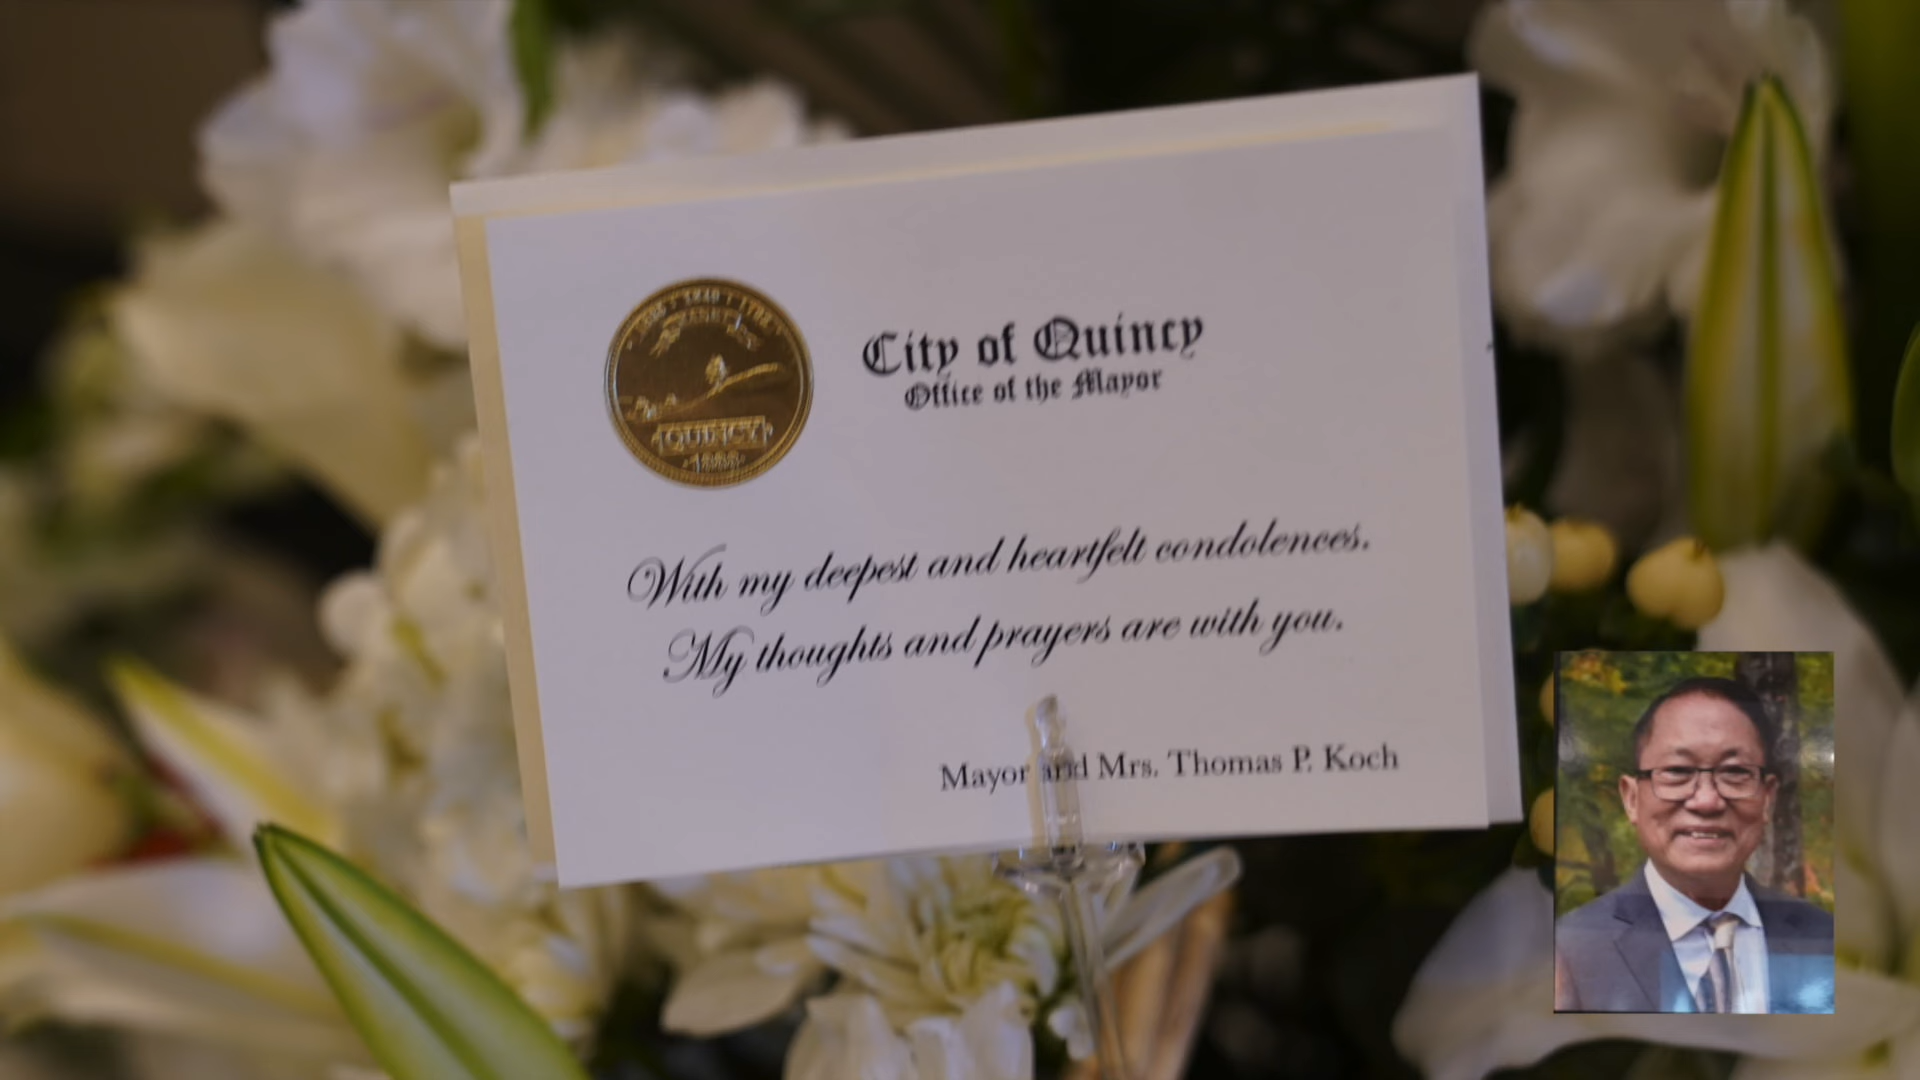 City of Quincy
Office of the Mayor
QUINCY
With my deepest and heartfelt condolences.
My thoughts and prayers are with you.
Mayor and Mrs. Thomas P. Koch